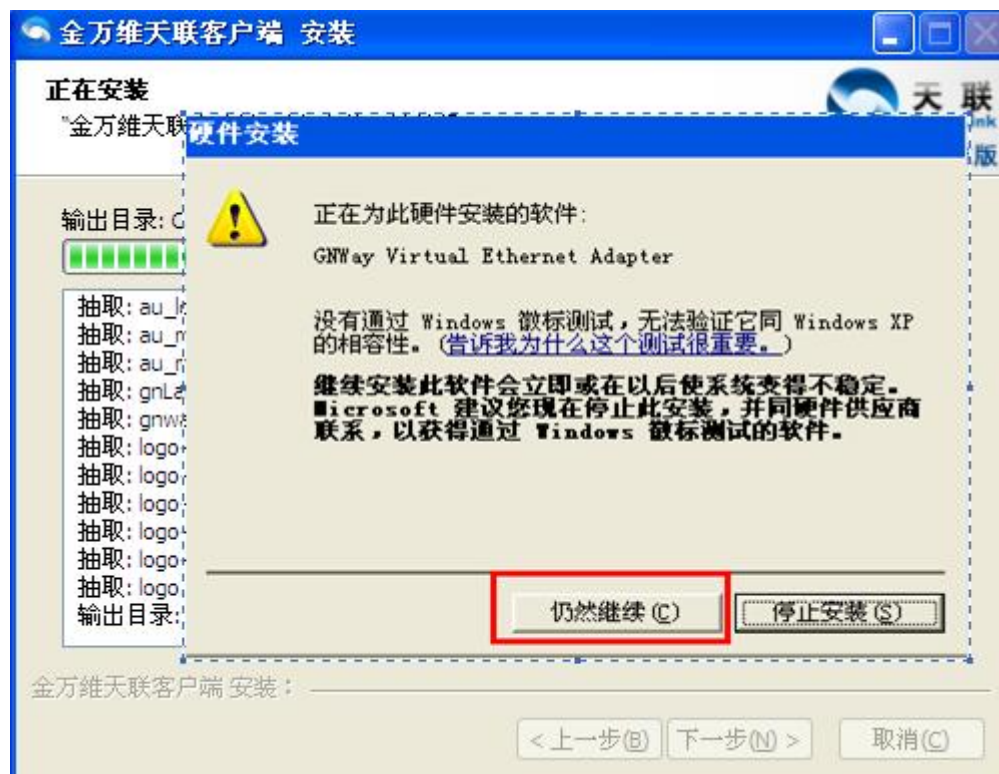 金万维天联客户端 安装
正在安装
天联
"金万维天联
版
硬件安装
正在为此硬件安装的软件:
GNWay Virtual Ethernet Adapter
没有通过 Windows 徽标测试，无法验证它同 Windows XP
的相容性。(告诉我为什么这个测试很重要。)
继续安装此软件会立即或在以后使系统变得不稳定。
Microsoft 建议您现在停止此安装，并同硬件供应商
联系，以获得通过 Windows 徽标测试的软件。
仍然继续(C)
停止安装(S)
输出目录: C
抽取: au_
抽取: au_
抽取: au_
抽取: gnLa
抽取: gnwa
抽取: logo
抽取: logo
抽取: logo
抽取: logo
抽取: logo
抽取: logo
输出目录:
金万维天联客户端 安装:
< 上一步(B)
下一步(N) >
取消(C)